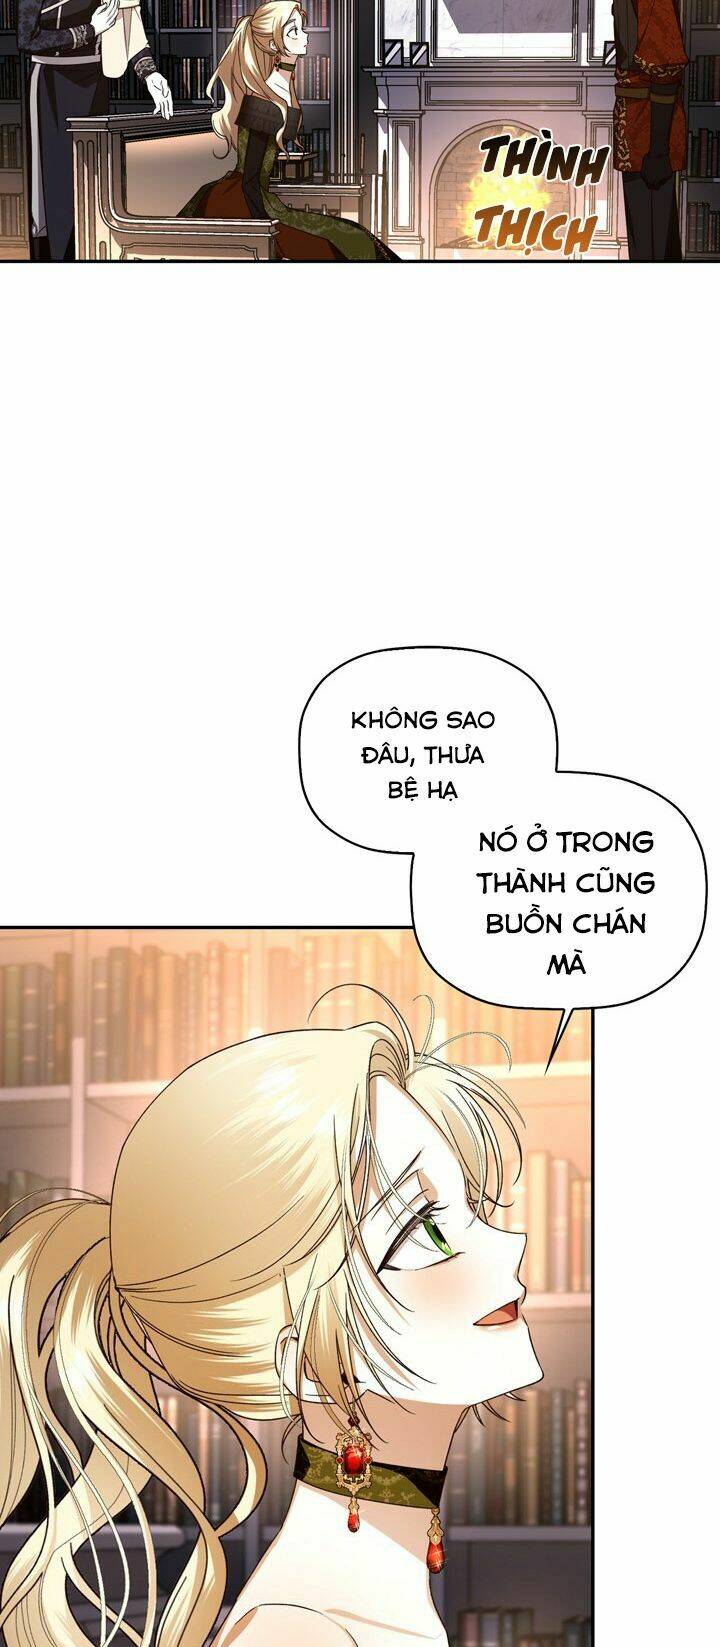 THÌNH
THỊCH
KHÔNG SAO
ĐÂU, THƯA
BỆ HẠ
NÓ Ở TRONG
THÀNH CŨNG
BUỒN CHÁN
MÀ